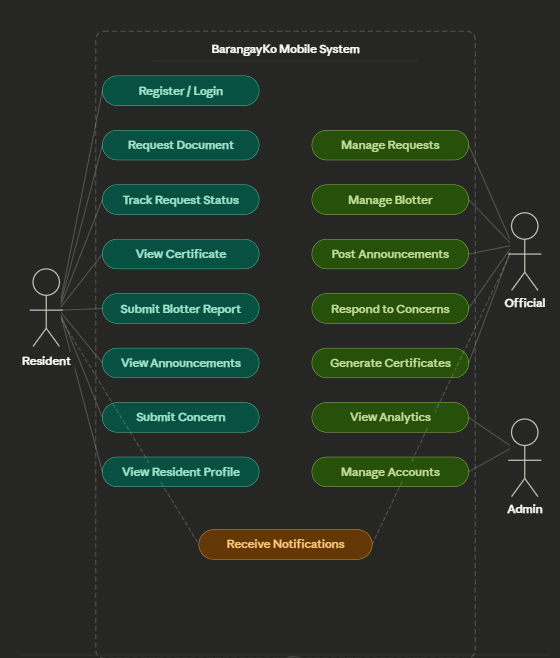 BarangayKo Mobile System
Register / Login
Request Document
Manage Requests
Track Request Status
Manage Blotter
View Certificate
Post Announcements
Official
Submit Blotter Report
Respond to Concerns
Resident
View Announcements
Generate Certificates
Submit Concern
View Analytics
View Resident Profile
Manage Accounts
Admin
Receive Notifications